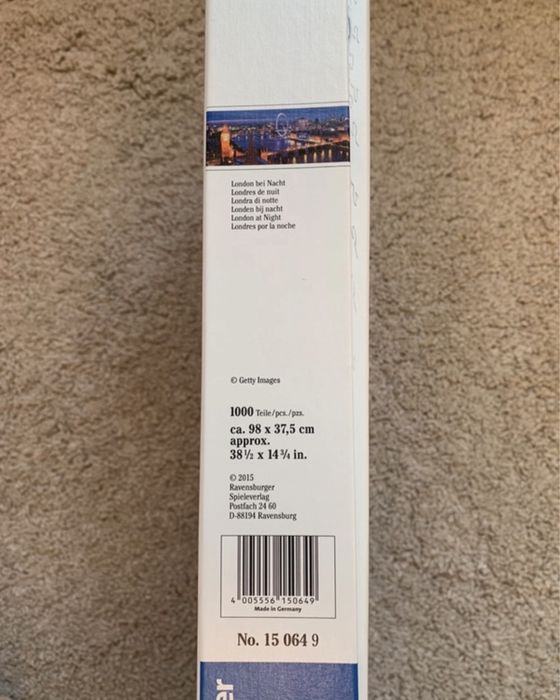 London bei Nacht
Londres de nuit
Londra di notte
Londen bij nacht
London at Night
Londres por la noche
© Getty Images
1000 Teile/pcs./pzs.
ca. 98 x 37,5 cm
approx.
38½ x 14¾ in.
© 2015
Ravensburger
Spieleverlag
Postfach 24 60
D-88194 Ravensburg
4 005556 150649
Made in Germany
No. 15 064 9
er